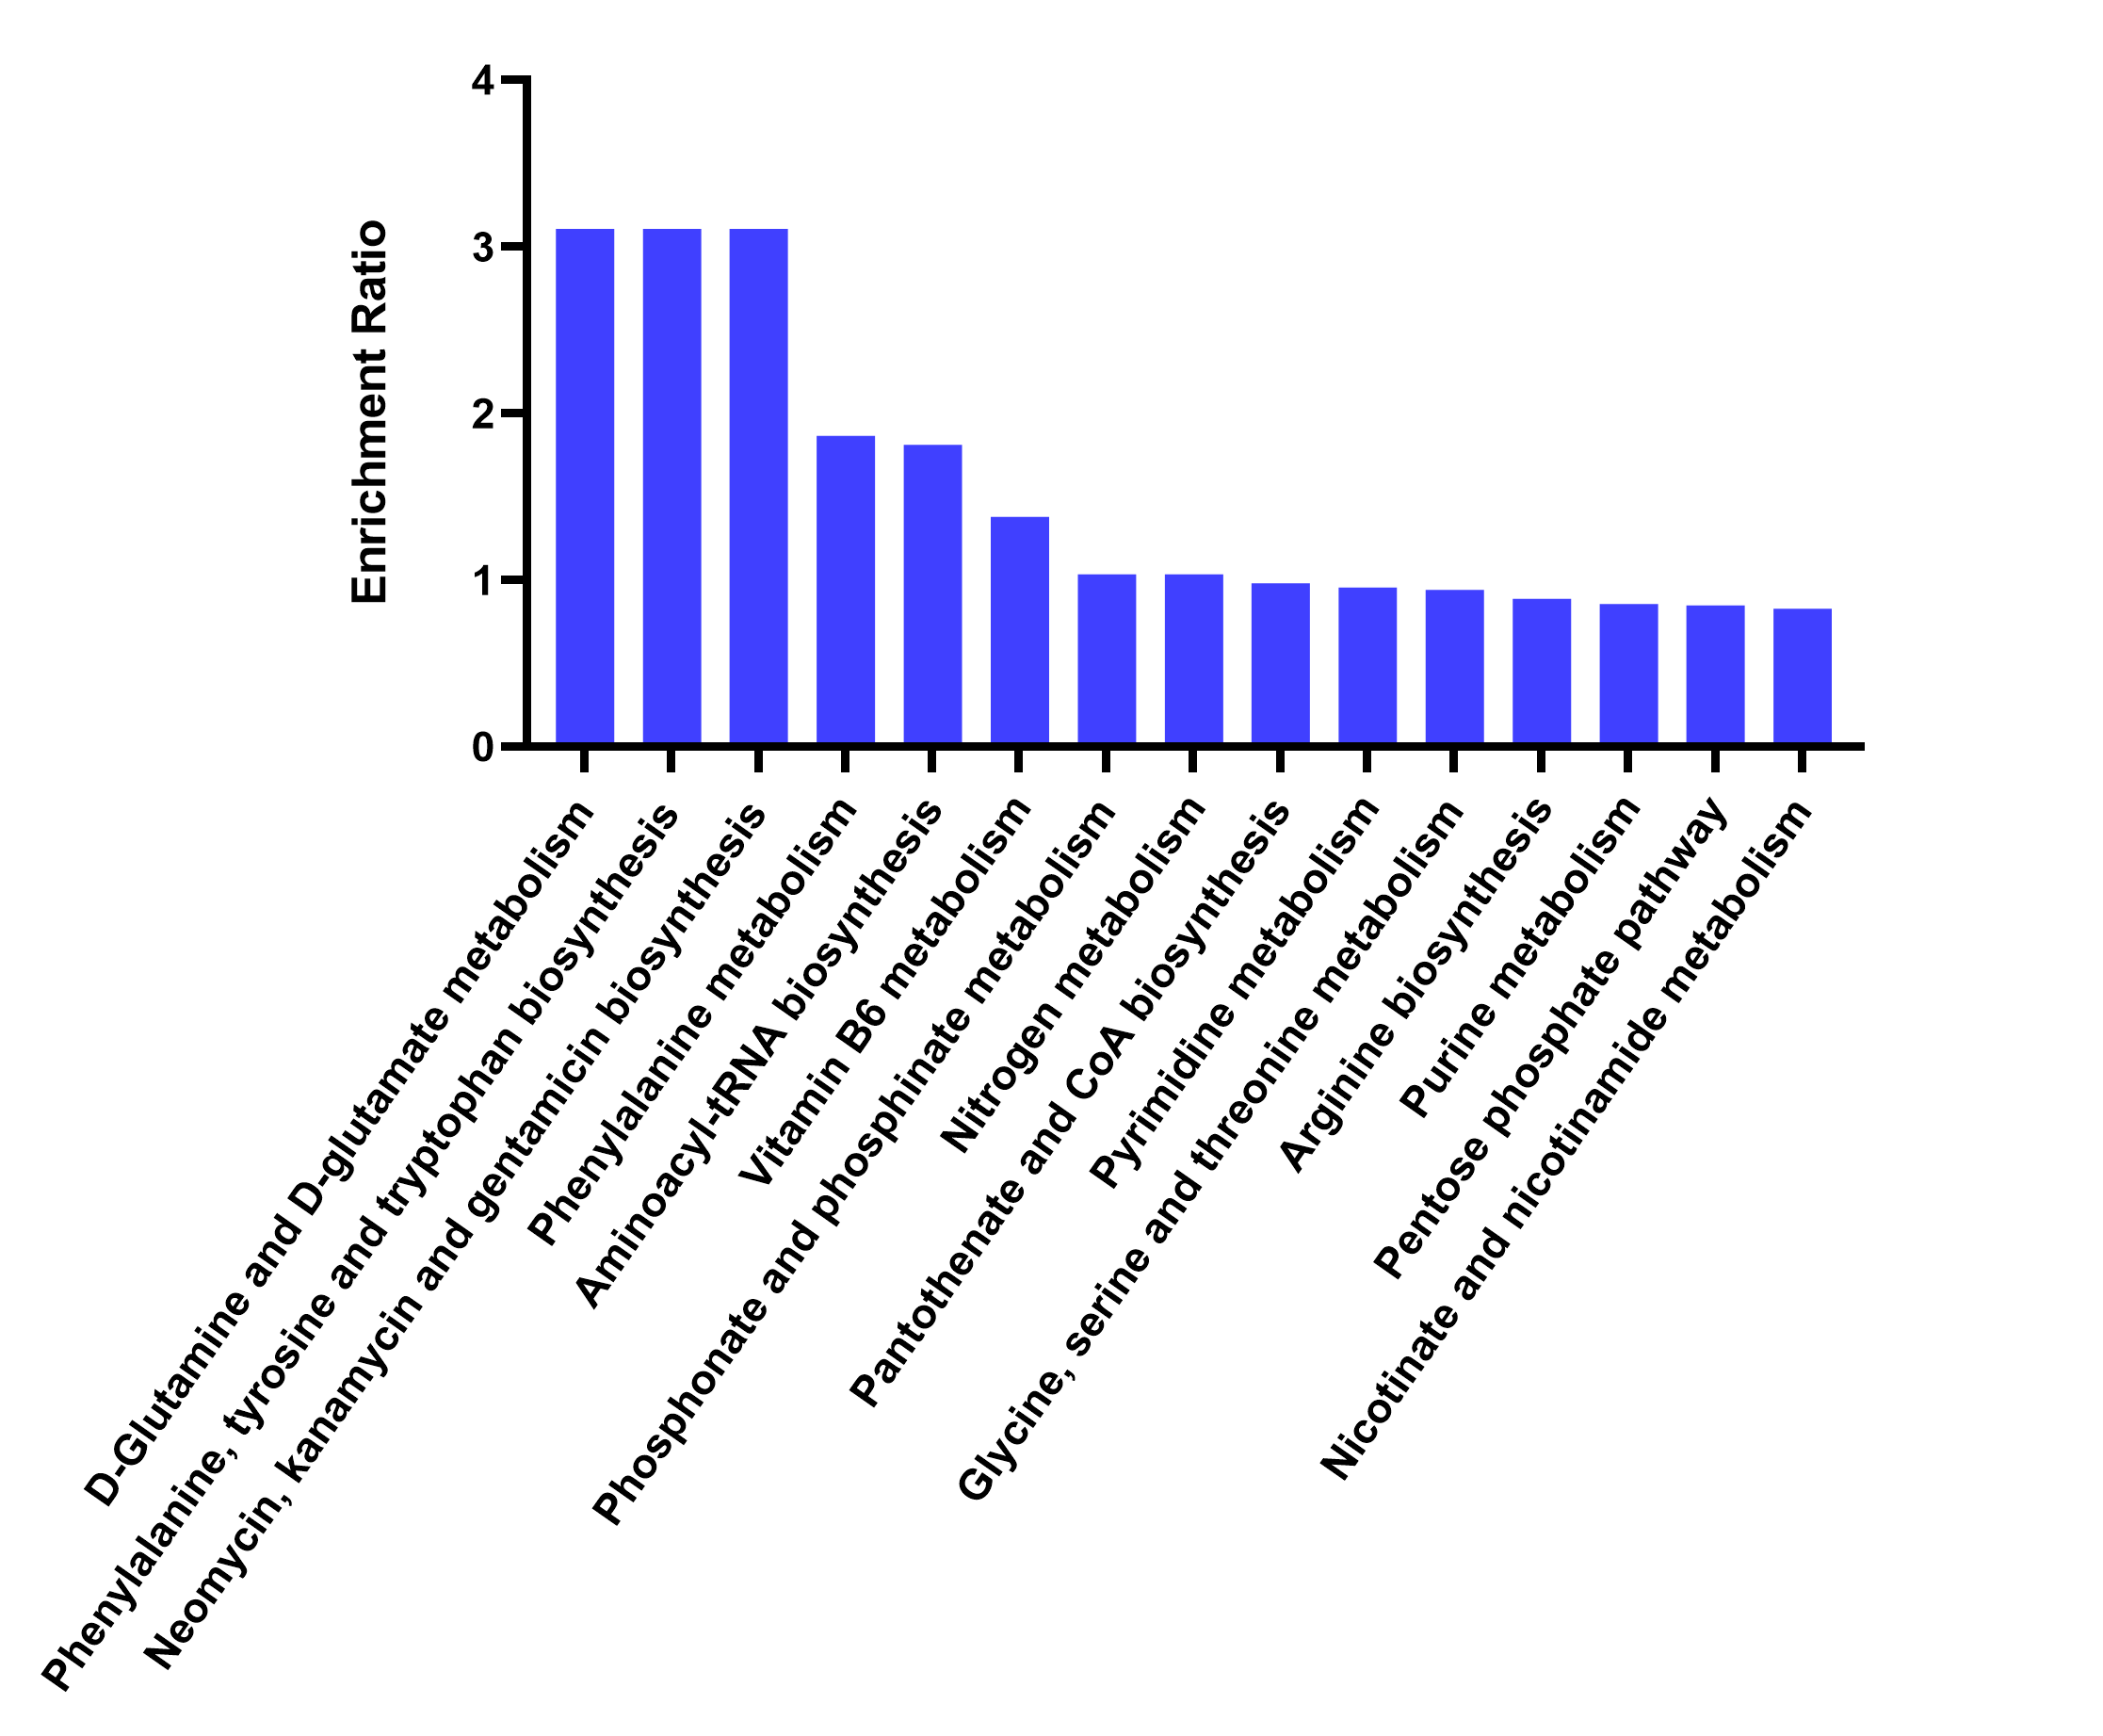 Enrichment Ratio
4
3
2
1
0
D-Glutamine and D-glutamate metabolism
Phenylalanine, tyrosine and tryptophan biosynthesis
Neomycin, kanamycin and gentamicin biosynthesis
Phenylalanine metabolism
Aminoacyl-tRNA biosynthesis
Vitamin B6 metabolism
Phosphonate and phosphinate metabolism
Nitrogen metabolism
Pantothenate and CoA biosynthesis
Pyrimidine metabolism
Glycine, serine and threonine metabolism
Arginine biosynthesis
Purine metabolism
Pentose phosphate pathway
Nicotinate and nicotinamide metabolism